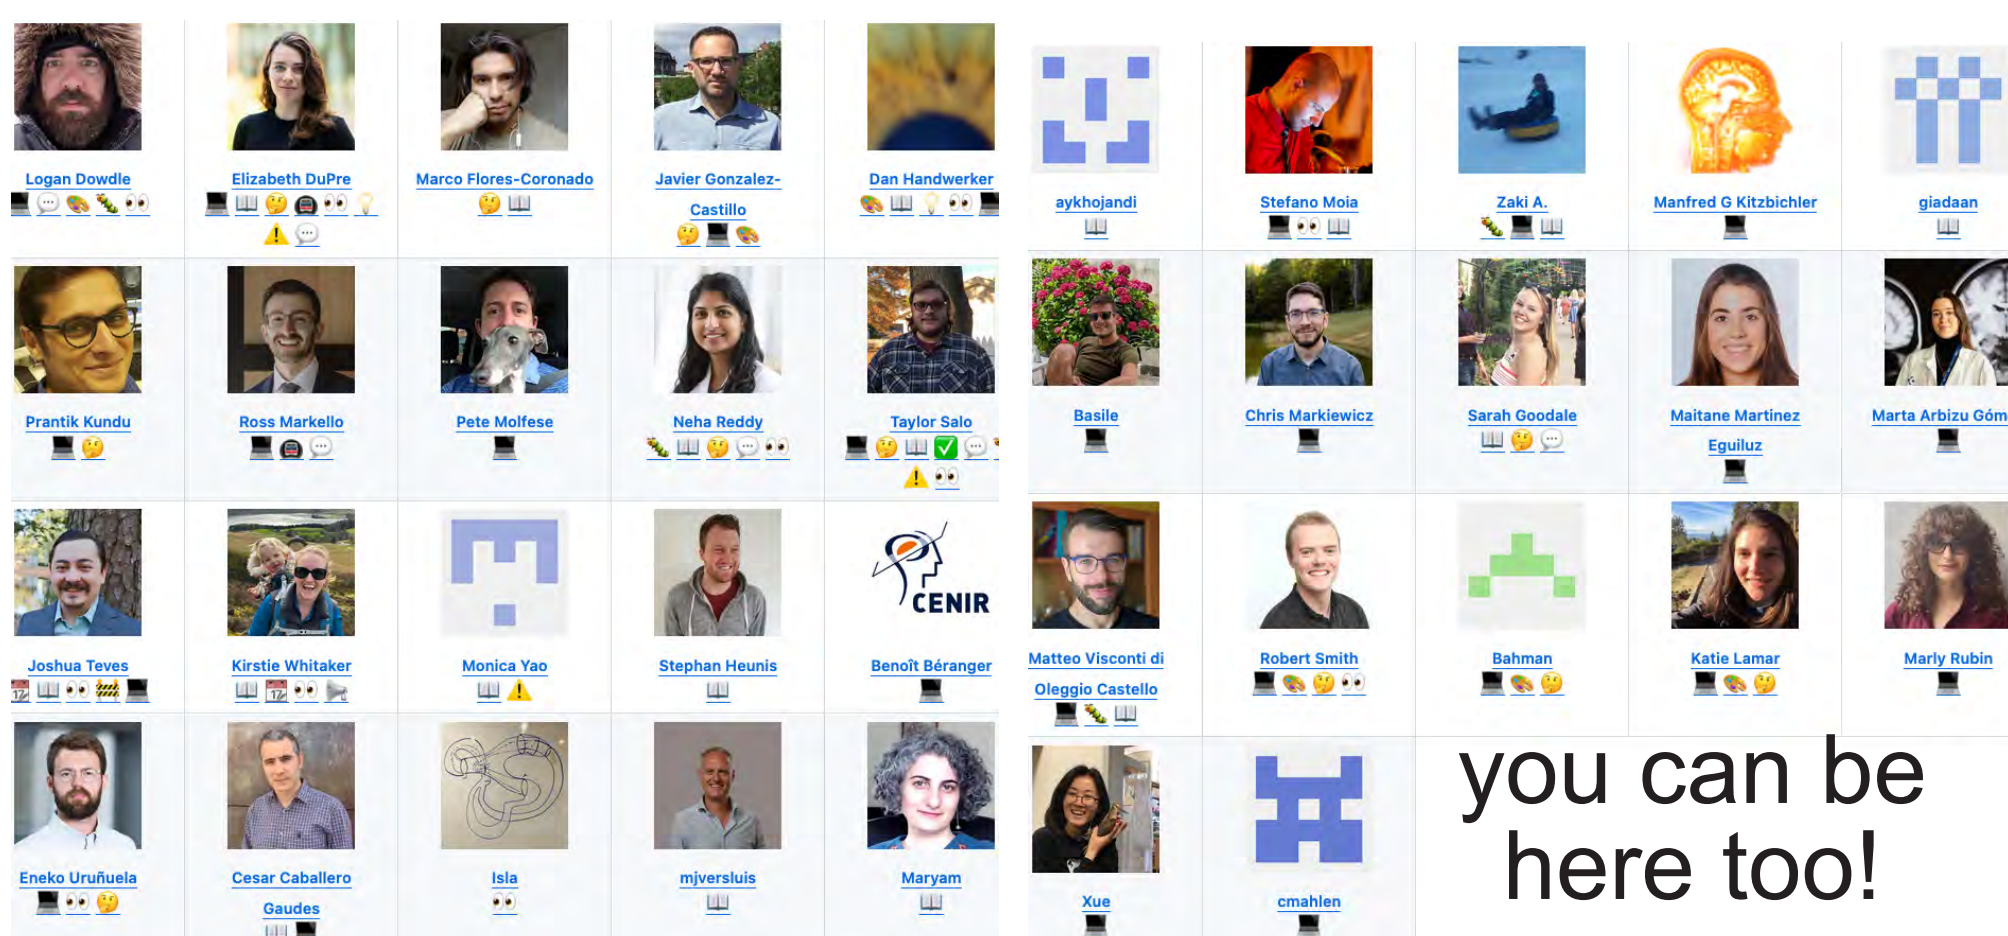 Logan Dowdle
Elizabeth DuPre
Marco Flores-Coronado
Javier Gonzalez-
Castillo
Dan Handwerker
Prantik Kundu
Ross Markello
Pete Molfese
Neha Reddy
Taylor Salo
Joshua Teves
Kirstie Whitaker
Monica Yao
Stephan Heunis
CENIR
Benoît Béranger
Eneko Uruñuela
Cesar Caballero
Gaudes
Isla
mjversluis
Maryam
aykhojandi
Stefano Moia
Zaki A.
Manfred G Kitzbichler
giadaan
Basile
Chris Markiewicz
Sarah Goodale
Maitane Martinez
Eguiluz
Marta Arbizu Góm
Matteo Visconti di
Oleggio Castello
Robert Smith
Bahman
Katie Lamar
Marly Rubin
Xue
cmahlen
you can be
here too!